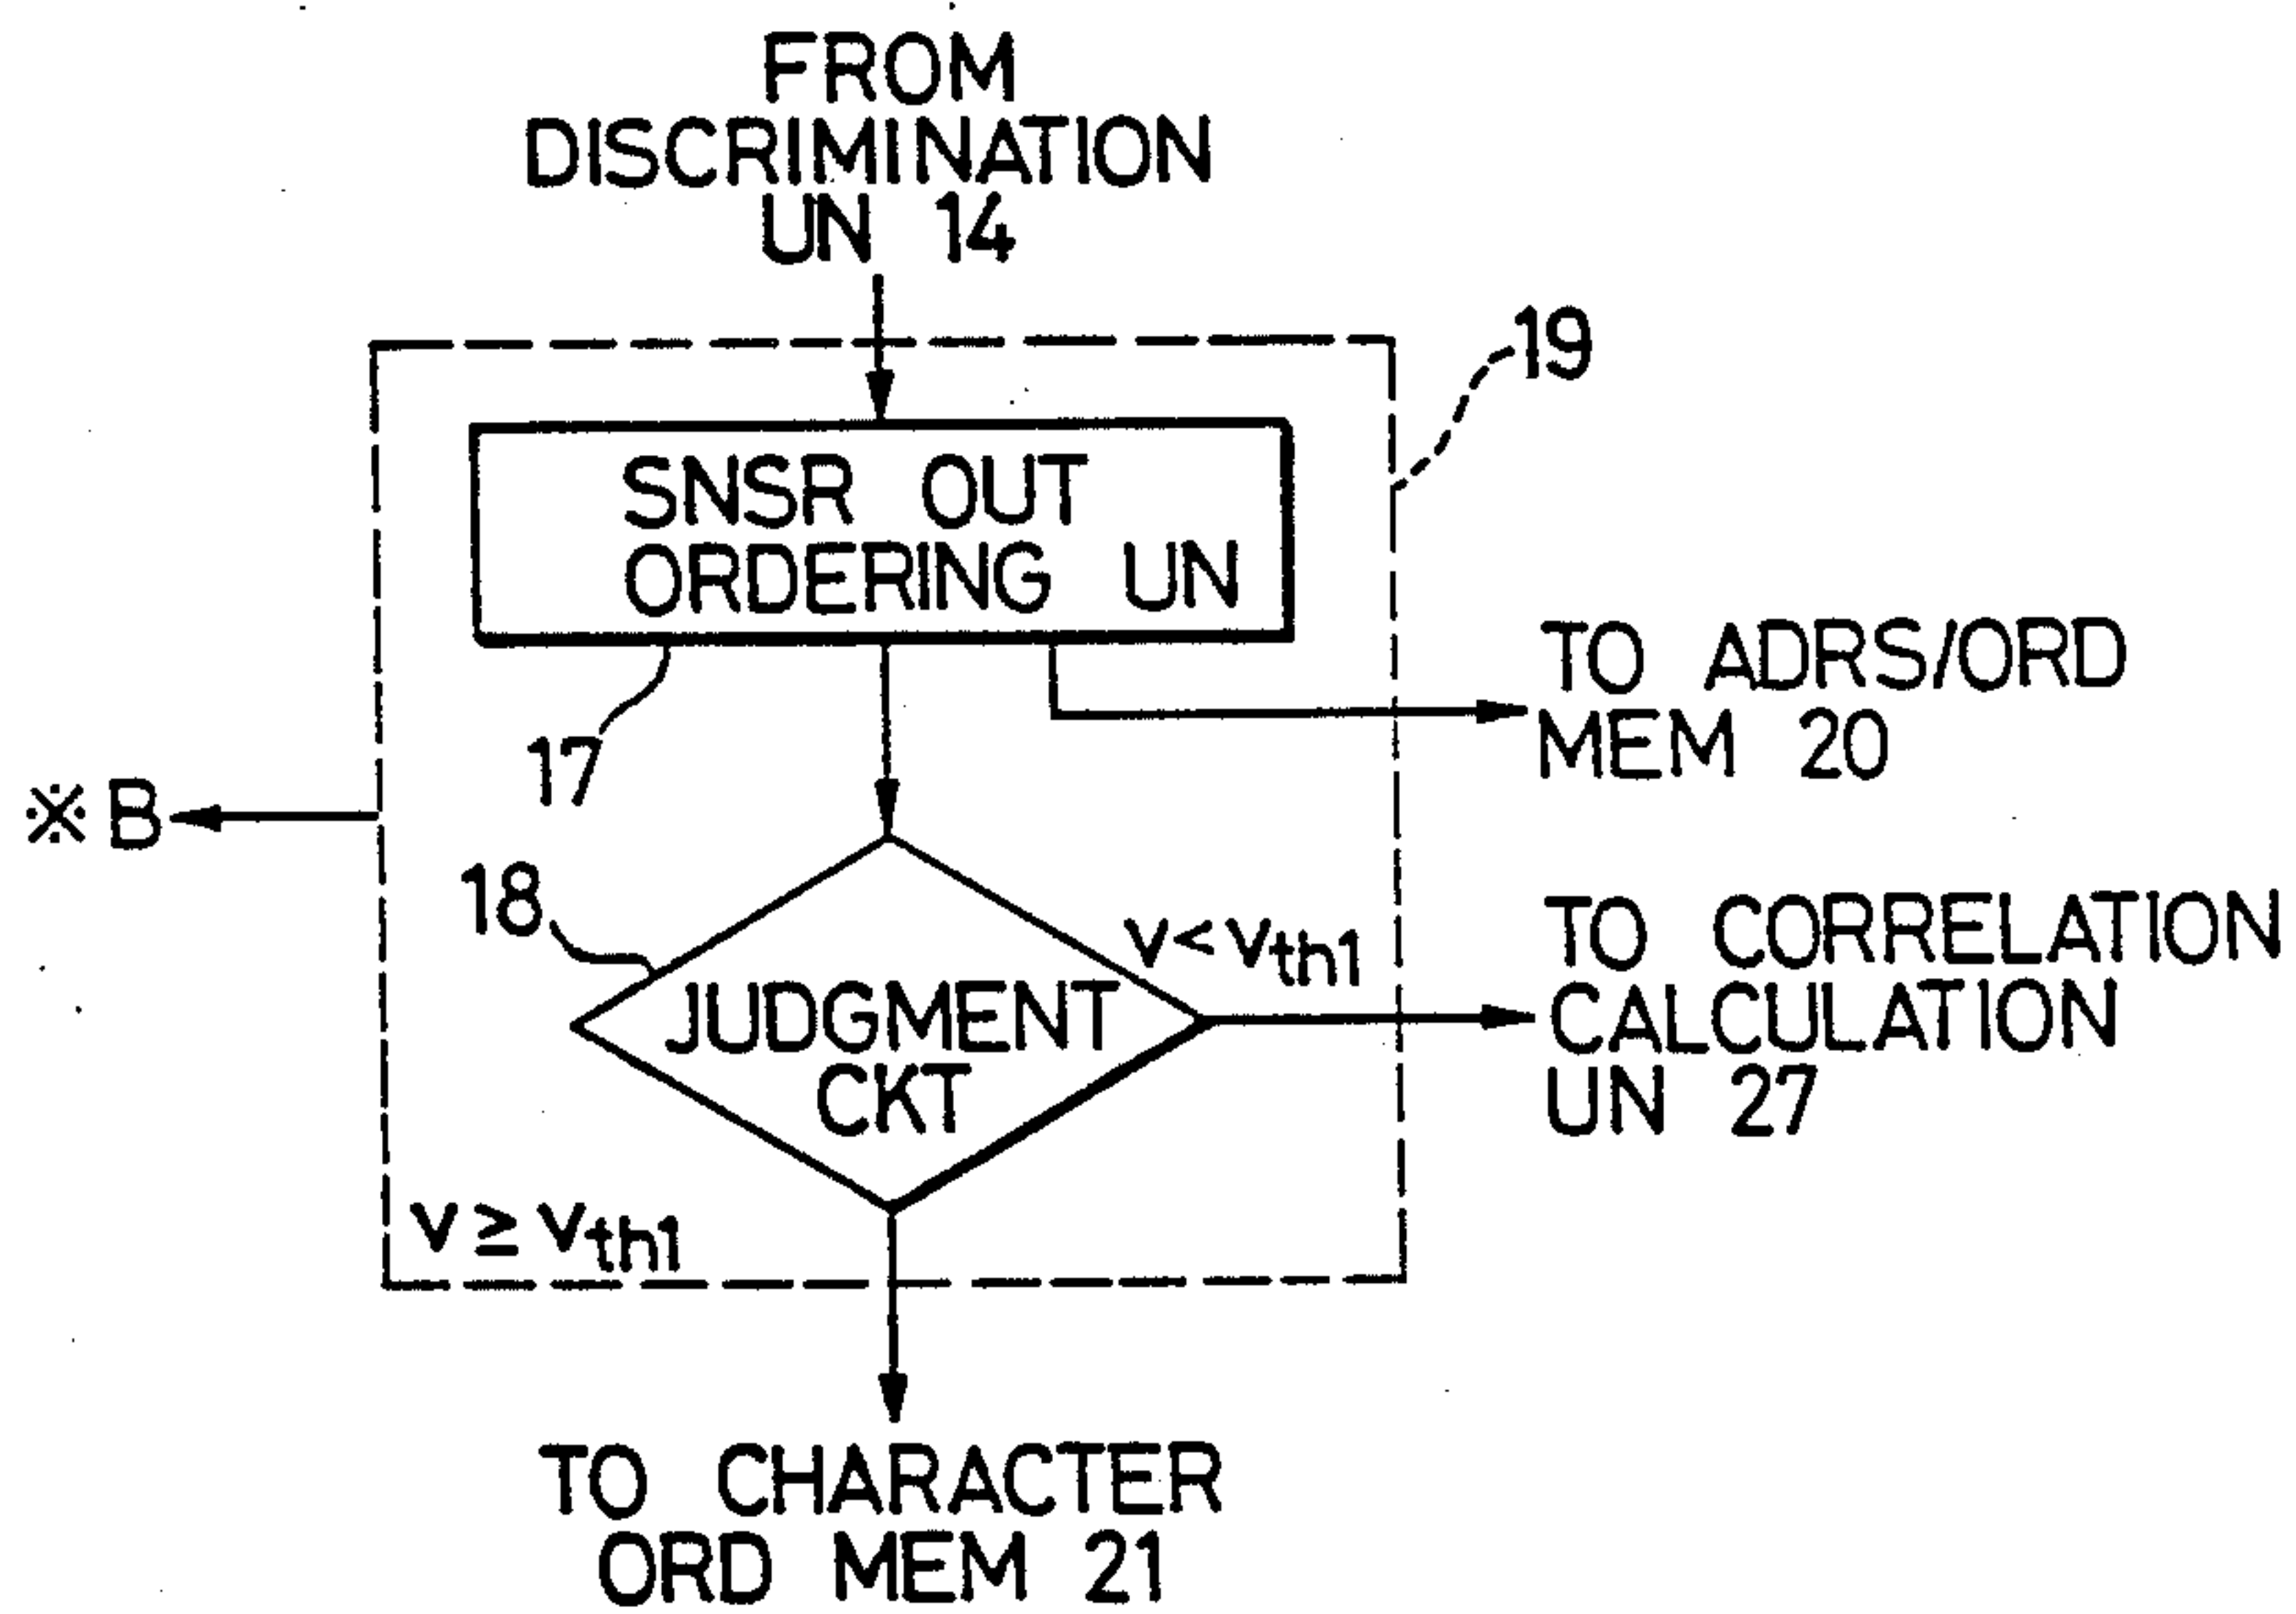 FROM
DISCRIMINATION
UN 14
19
SNSR OUT
ORDERING UN
17
TO ADRS/ORD
MEM 20
※B
18
v<vth1
JUDGMENT
CKT
TO CORRELATION
CALCULATION
UN 27
v≥vth1
TO CHARACTER
ORD MEM 21